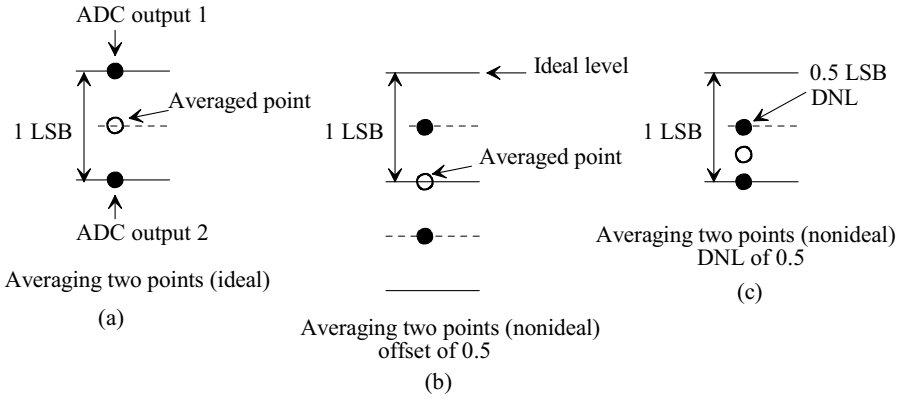 ADC output 1
Averaged point
1 LSB
ADC output 2
Averaging two points (ideal)
(a)
Ideal level
1 LSB
Averaged point
Averaging two points (nonideal)
offset of 0.5
(b)
0.5 LSB
DNL
1 LSB
Averaging two points (nonideal)
DNL of 0.5
(c)